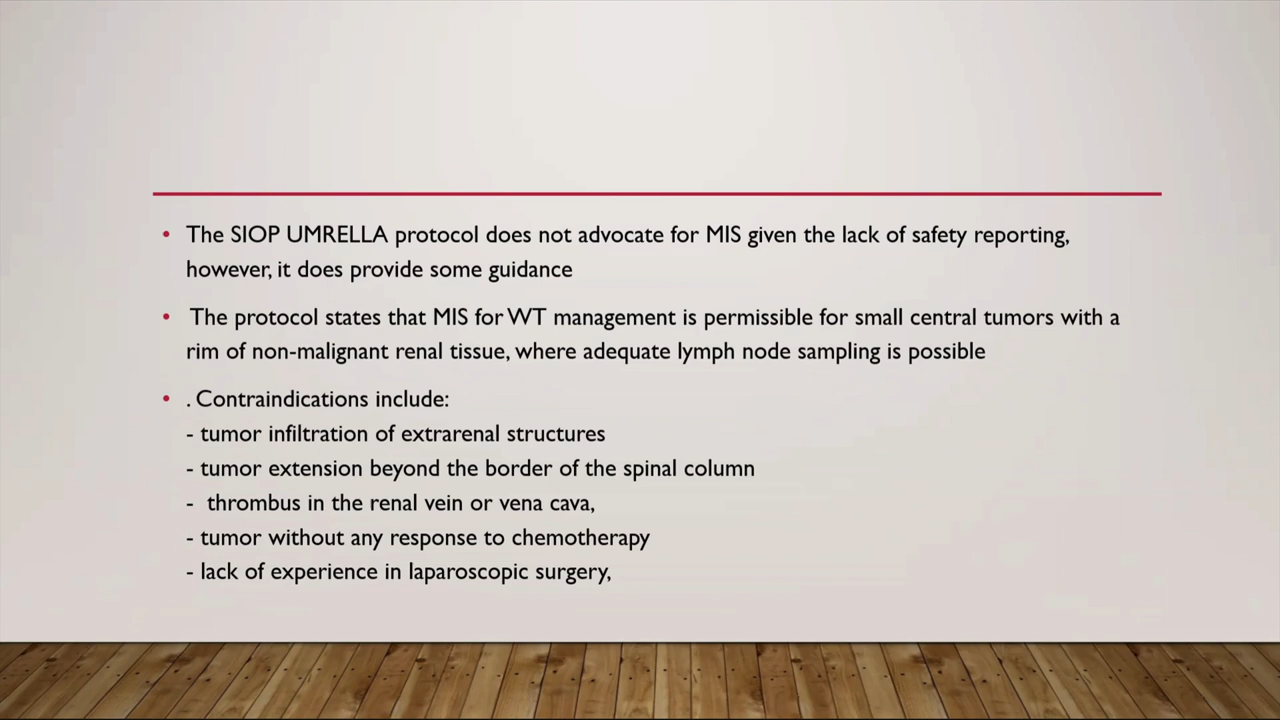 • The SIOP UMRELLA protocol does not advocate for MIS given the lack of safety reporting,
however, it does provide some guidance
• The protocol states that MIS for WT management is permissible for small central tumors with a
rim of non-malignant renal tissue, where adequate lymph node sampling is possible
• . Contraindications include:
- tumor infiltration of extrarenal structures
- tumor extension beyond the border of the spinal column
- thrombus in the renal vein or vena cava,
- tumor without any response to chemotherapy
- lack of experience in laparoscopic surgery,